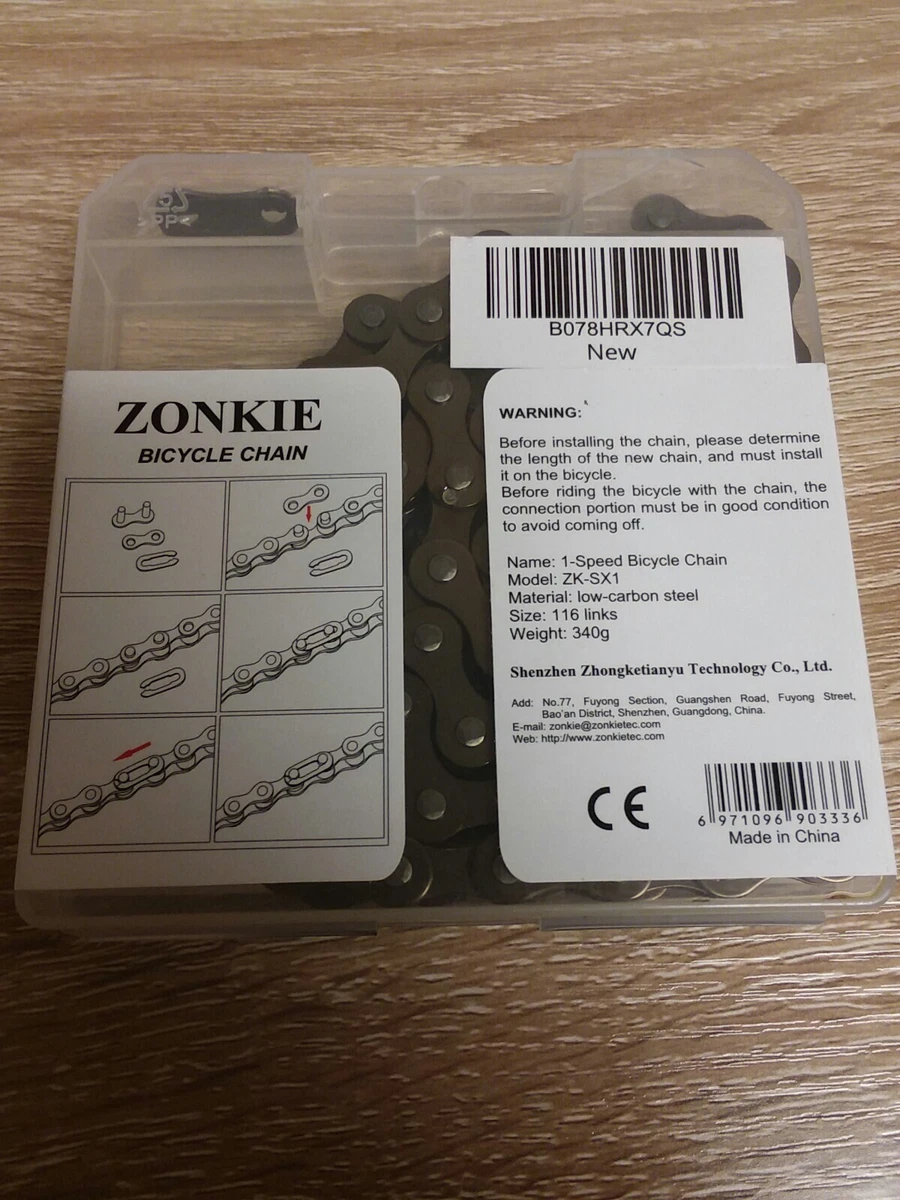 B078HRX7QS
New
ZONKIE
BICYCLE CHAIN
WARNING:
Before installing the chain, please determine
the length of the new chain, and must install
it on the bicycle.
Before riding the bicycle with the chain, the
connection portion must be in good condition
to avoid coming off.
Name: 1-Speed Bicycle Chain
Model: ZK-SX1
Material: low-carbon steel
Size: 116 links
Weight: 340g
Shenzhen Zhongketianyu Technology Co., Ltd.
Add: No.77, Fuyong Section, Guangshen Road, Fuyong Street,
Bao'an District, Shenzhen, Guangdong, China.
E-mail: zonkie@zonkietec.com
Web: http://www.zonkietec.com
CE
6 971096 903336
Made in China